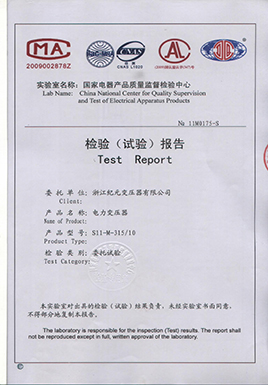 MA
ilac-MRA
CNAS
CNAS L1020
AL
2009002878Z
实验室名称：国家电器产品质量监督检验中心
Lab Name: China National Center for Quality Supervision
and Test of Electrical Apparatus Products
№ 11M0175-S
检验（试验）报告
Test Report
委托单位：浙江纪元变压器有限公司
Client:
产品名称：电力变压器
Name of Product:
产品型号：S11-M-315/10
Product Type:
检验类别：委托试验
Test Category:
本实验室对出具的检验（试验）结果负责。未经实验室书面同意，
不得部分地复制本报告。
The laboratory is responsible for the inspection (Test) results. The report shall
not be reproduced except in full, written approval of the laboratory.